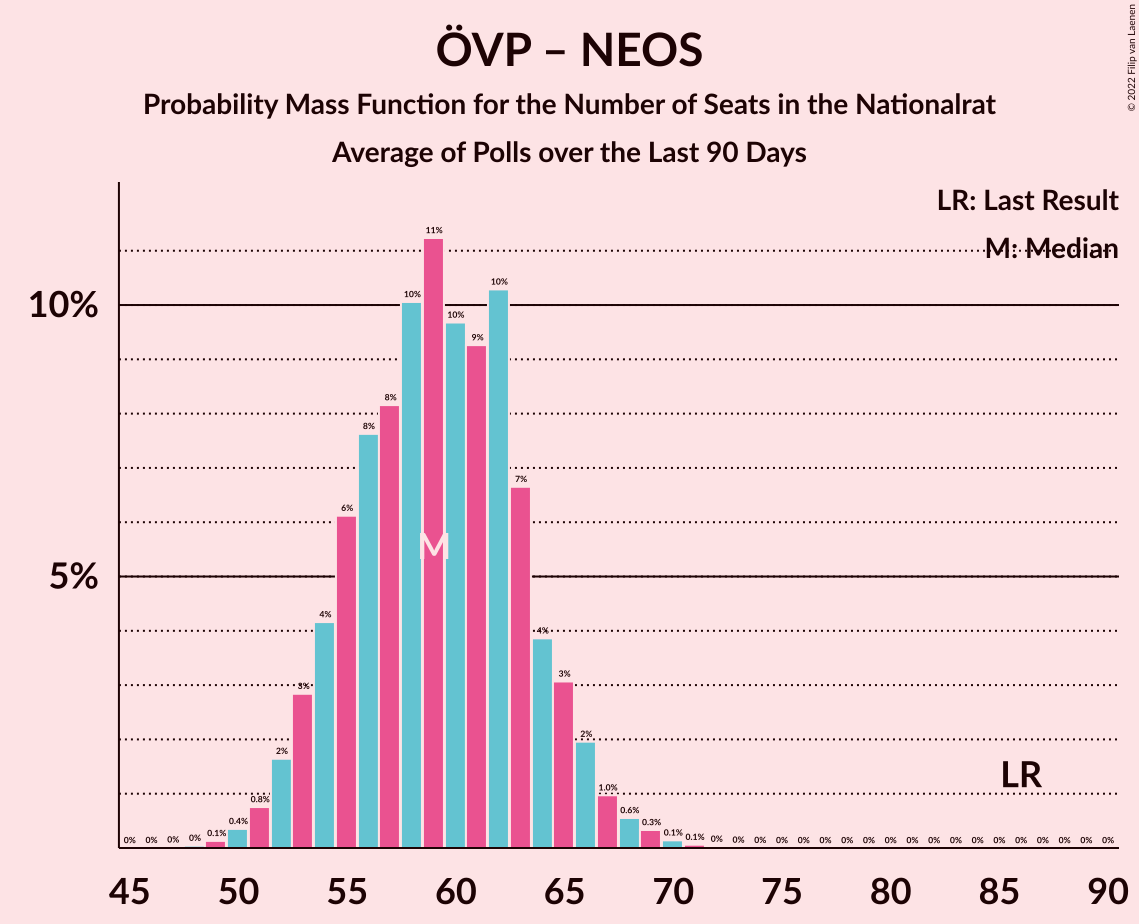 ÖVP – NEOS
Probability Mass Function for the Number of Seats in the Nationalrat
Average of Polls over the Last 90 Days
© 2022 Filip van Laenen
LR: Last Result
M: Median
10%
5%
0% 0% 0% 0% 0.1% 0.4% 0.8% 2% 3% 4% 6% 8% 8% 10% 11% 10% 9% 10% 7% 4% 3% 2% 1.0% 0.6% 0.3% 0.1% 0.1% 0% 0% 0% 0% 0% 0% 0% 0% 0% 0% 0% 0% 0% 0% 0% 0% 0% 0% 0%
M
LR
45 50 55 60 65 70 75 80 85 90